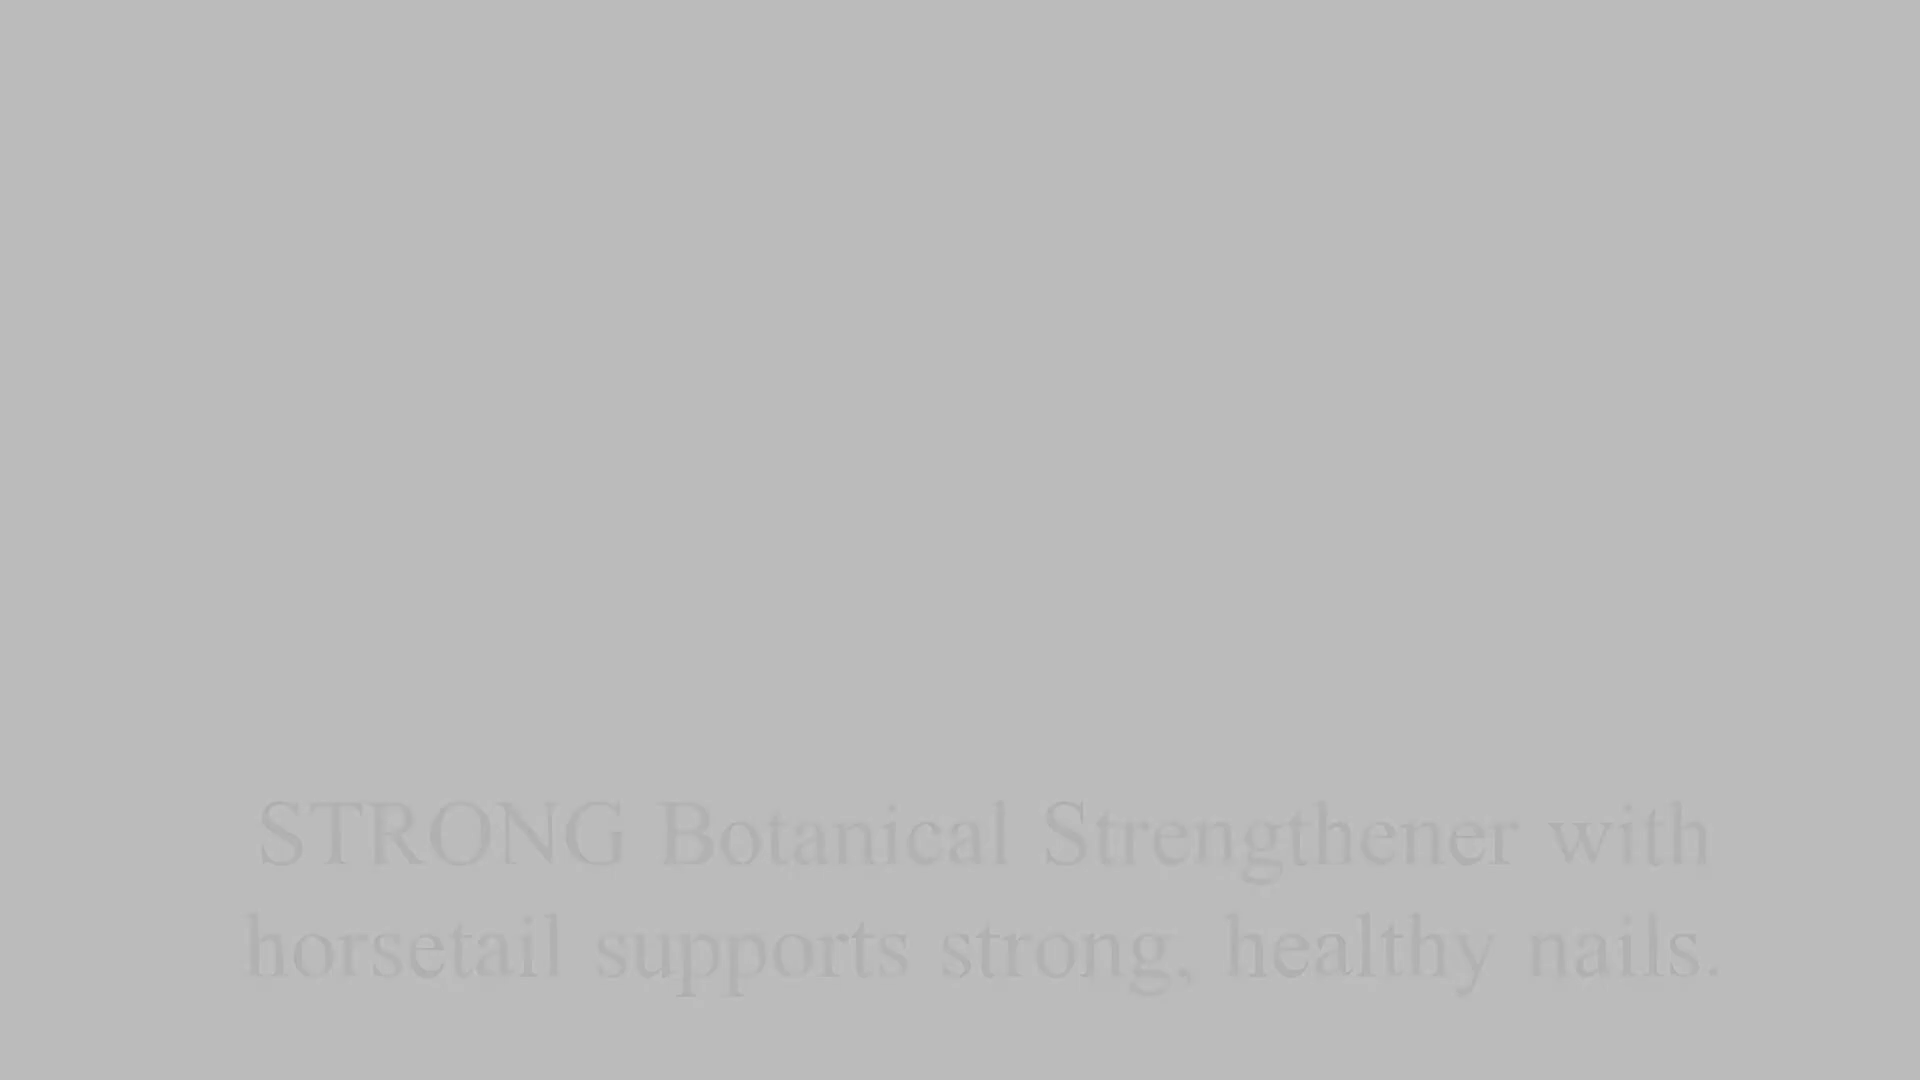 STRONG Botanical Strengthener with
horsetail supports strong, healthy nails.